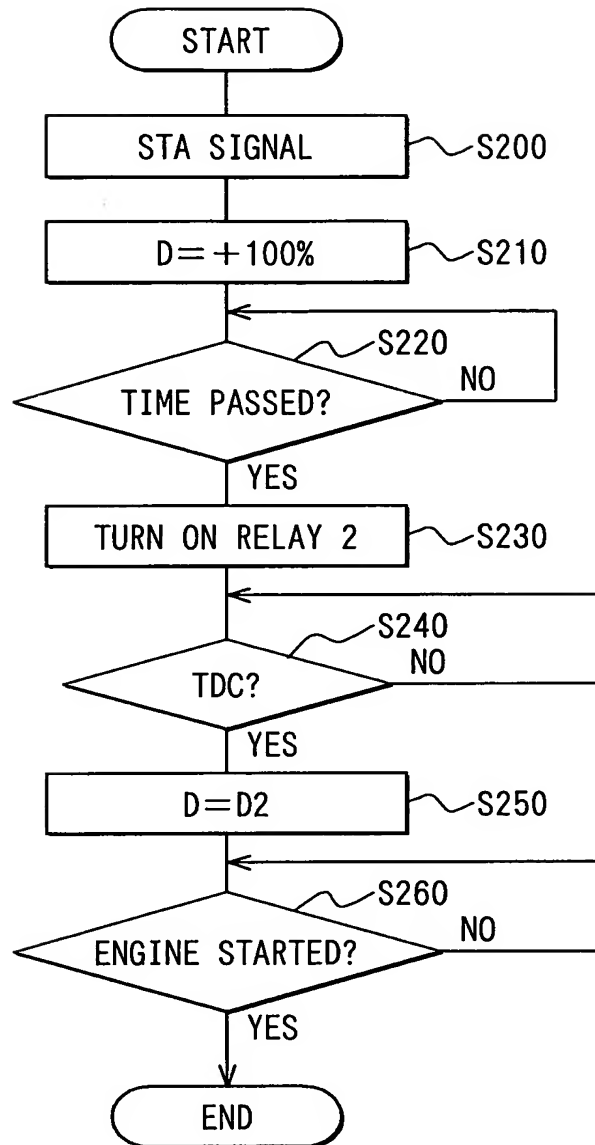 START
STA SIGNAL
S200
D=+100%
S210
S220
TIME PASSED?
NO
YES
TURN ON RELAY 2
S230
S240
TDC?
NO
YES
D=D2
S250
S260
ENGINE STARTED?
NO
YES
END